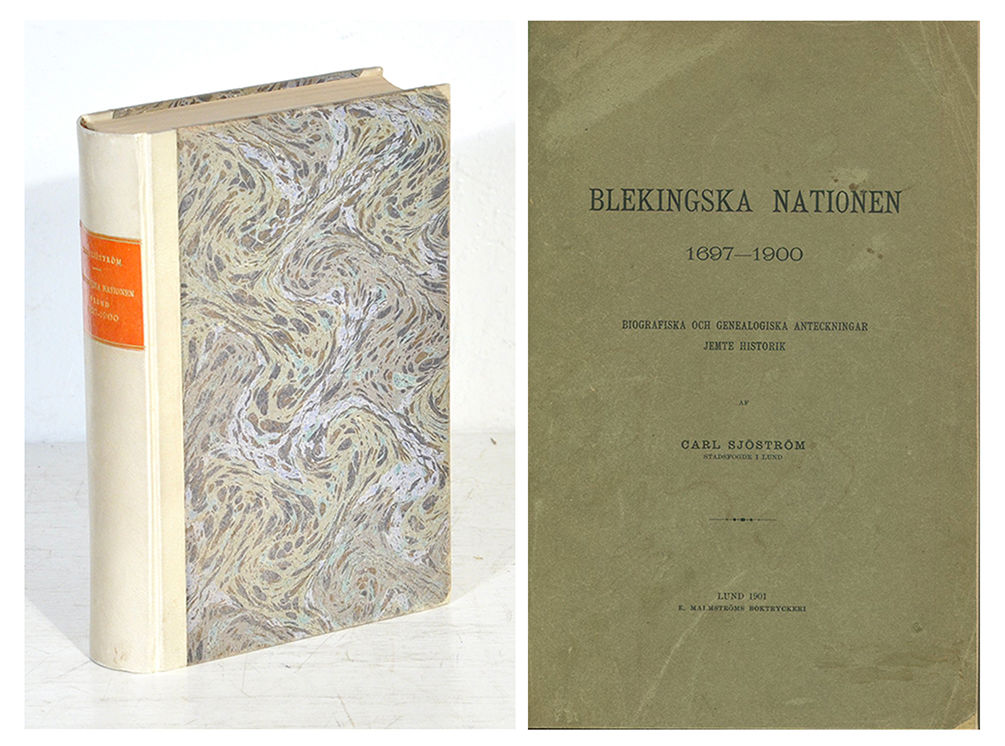 NATIONEN
BLEKINGSKA NATIONEN
1697—1900
BIOGRAFISKA OCH GENEALOGISKA ANTECKNINGAR
JEMTE HISTORIK
AF
CARL SJÖSTRÖM
STADSFOGDE I LUND
LUND 1901
E. MALMSTRÖMS BOKTRYCKERI